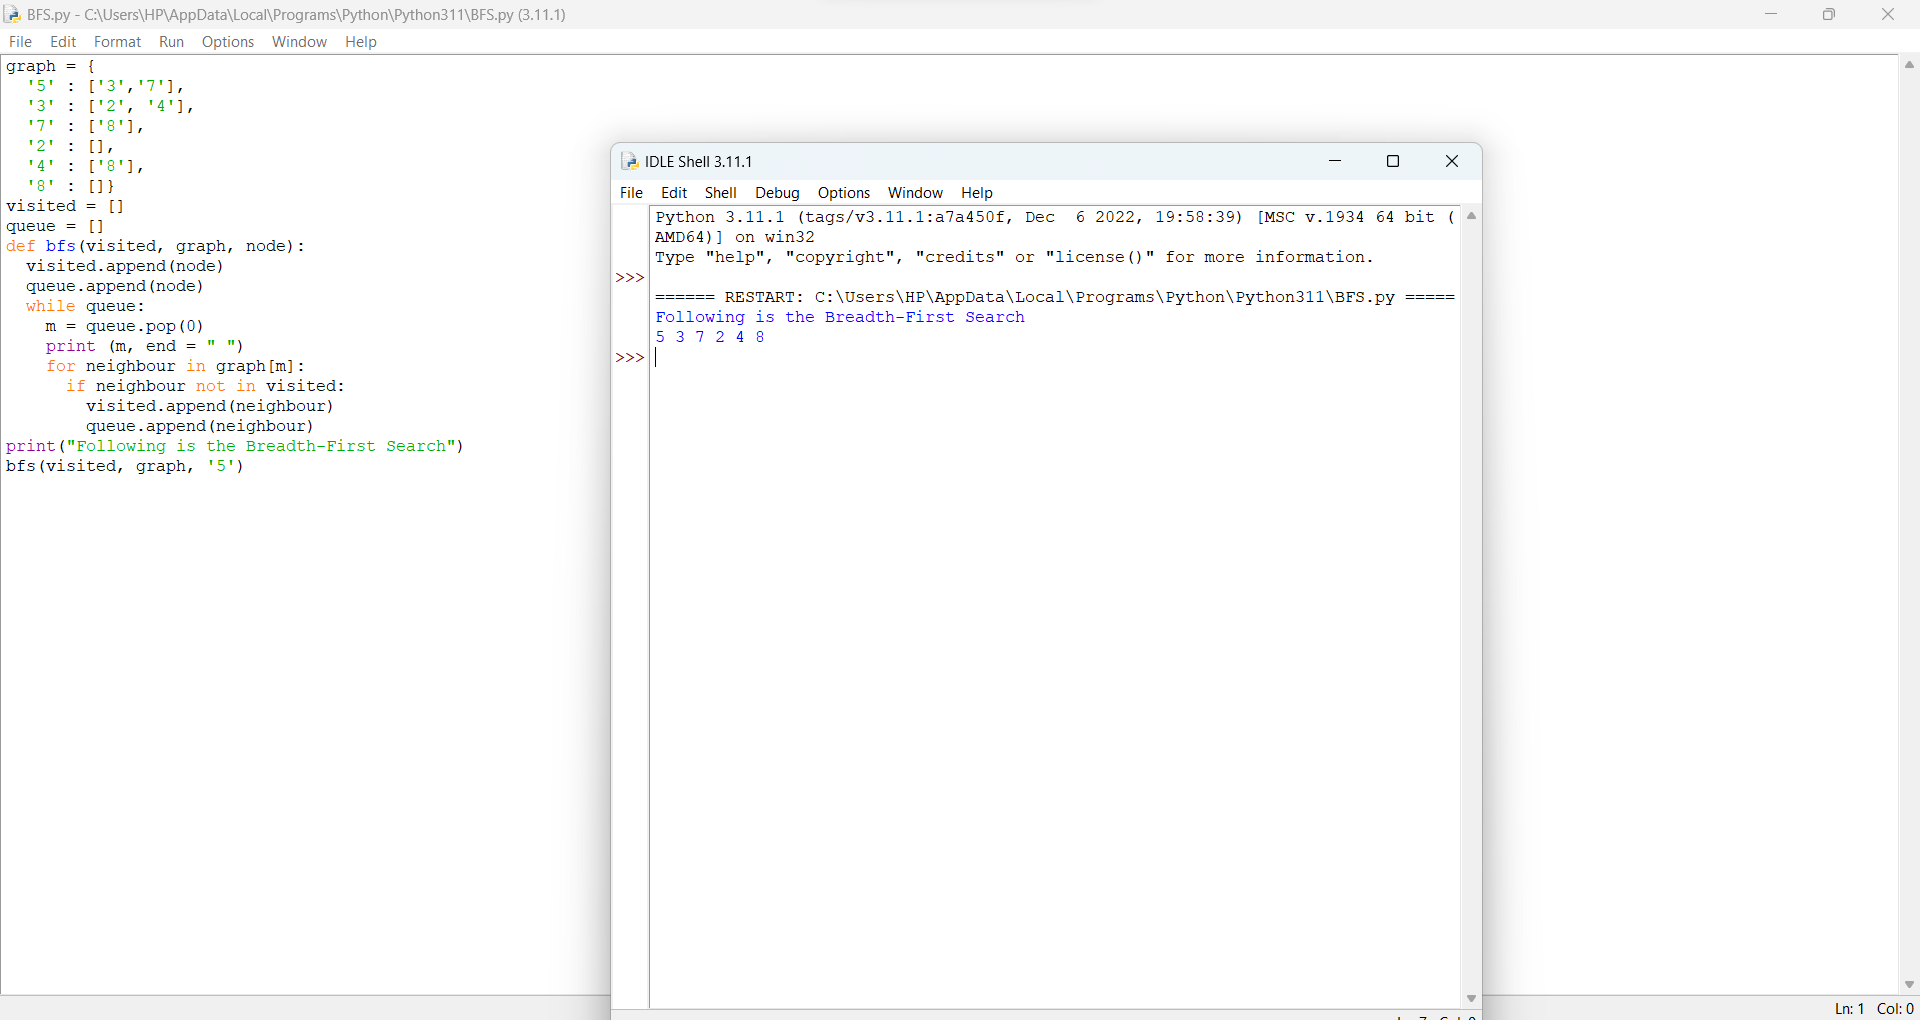 BFS.py - C:\Users\HP\AppData\Local\Programs\Python\Python311\BFS.py (3.11.1)
File Edit Format Run Options Window Help
graph = {
  '5' : ['3','7'],
  '3' : ['2', '4'],
  '7' : ['8'],
  '2' : [],
  '4' : ['8'],
  '8' : []}
visited = []
queue = []
def bfs(visited, graph, node):
  visited.append(node)
  queue.append(node)
  while queue:
    m = queue.pop(0)
    print (m, end = " ")
    for neighbour in graph[m]:
      if neighbour not in visited:
        visited.append(neighbour)
        queue.append(neighbour)
print("Following is the Breadth-First Search")
bfs(visited, graph, '5')
IDLE Shell 3.11.1
File Edit Shell Debug Options Window Help
Python 3.11.1 (tags/v3.11.1:a7a450f, Dec  6 2022, 19:58:39) [MSC v.1934 64 bit (
AMD64)] on win32
Type "help", "copyright", "credits" or "license()" for more information.
>>>
====== RESTART: C:\Users\HP\AppData\Local\Programs\Python\Python311\BFS.py =====
Following is the Breadth-First Search
5 3 7 2 4 8
>>>
Ln: 1 Col: 0